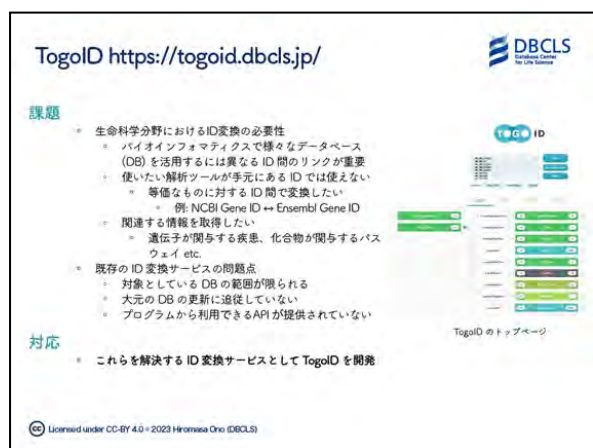 TogoID https://togoid.dbcls.jp/
DBCLS
Database Center
for Life Science
課題
◦ 生命科学分野におけるID変換の必要性
◦ バイオインフォマティクスで様々なデータベース
(DB) を活用するには異なる ID 間のリンクが重要
◦ 使いたい解析ツールが手元にある ID では使えない
◦ 等価なものに対する ID 間で変換したい
◦ 例: NCBI Gene ID ↔ Ensembl Gene ID
◦ 関連する情報を取得したい
◦ 遺伝子が関与する疾患、化合物が関与するパス
ウェイ etc.
◦ 既存の ID 変換サービスの問題点
◦ 対象としている DB の範囲が限られる
◦ 大元の DB の更新に追従していない
◦ プログラムから利用できるAPI が提供されていない
TOGO ID
TogoID のトップページ
対応
◦ これらを解決する ID 変換サービスとして TogoID を開発
cc Licensed under CC-BY 4.0 © 2023 Hiromasa Ono (DBCLS)